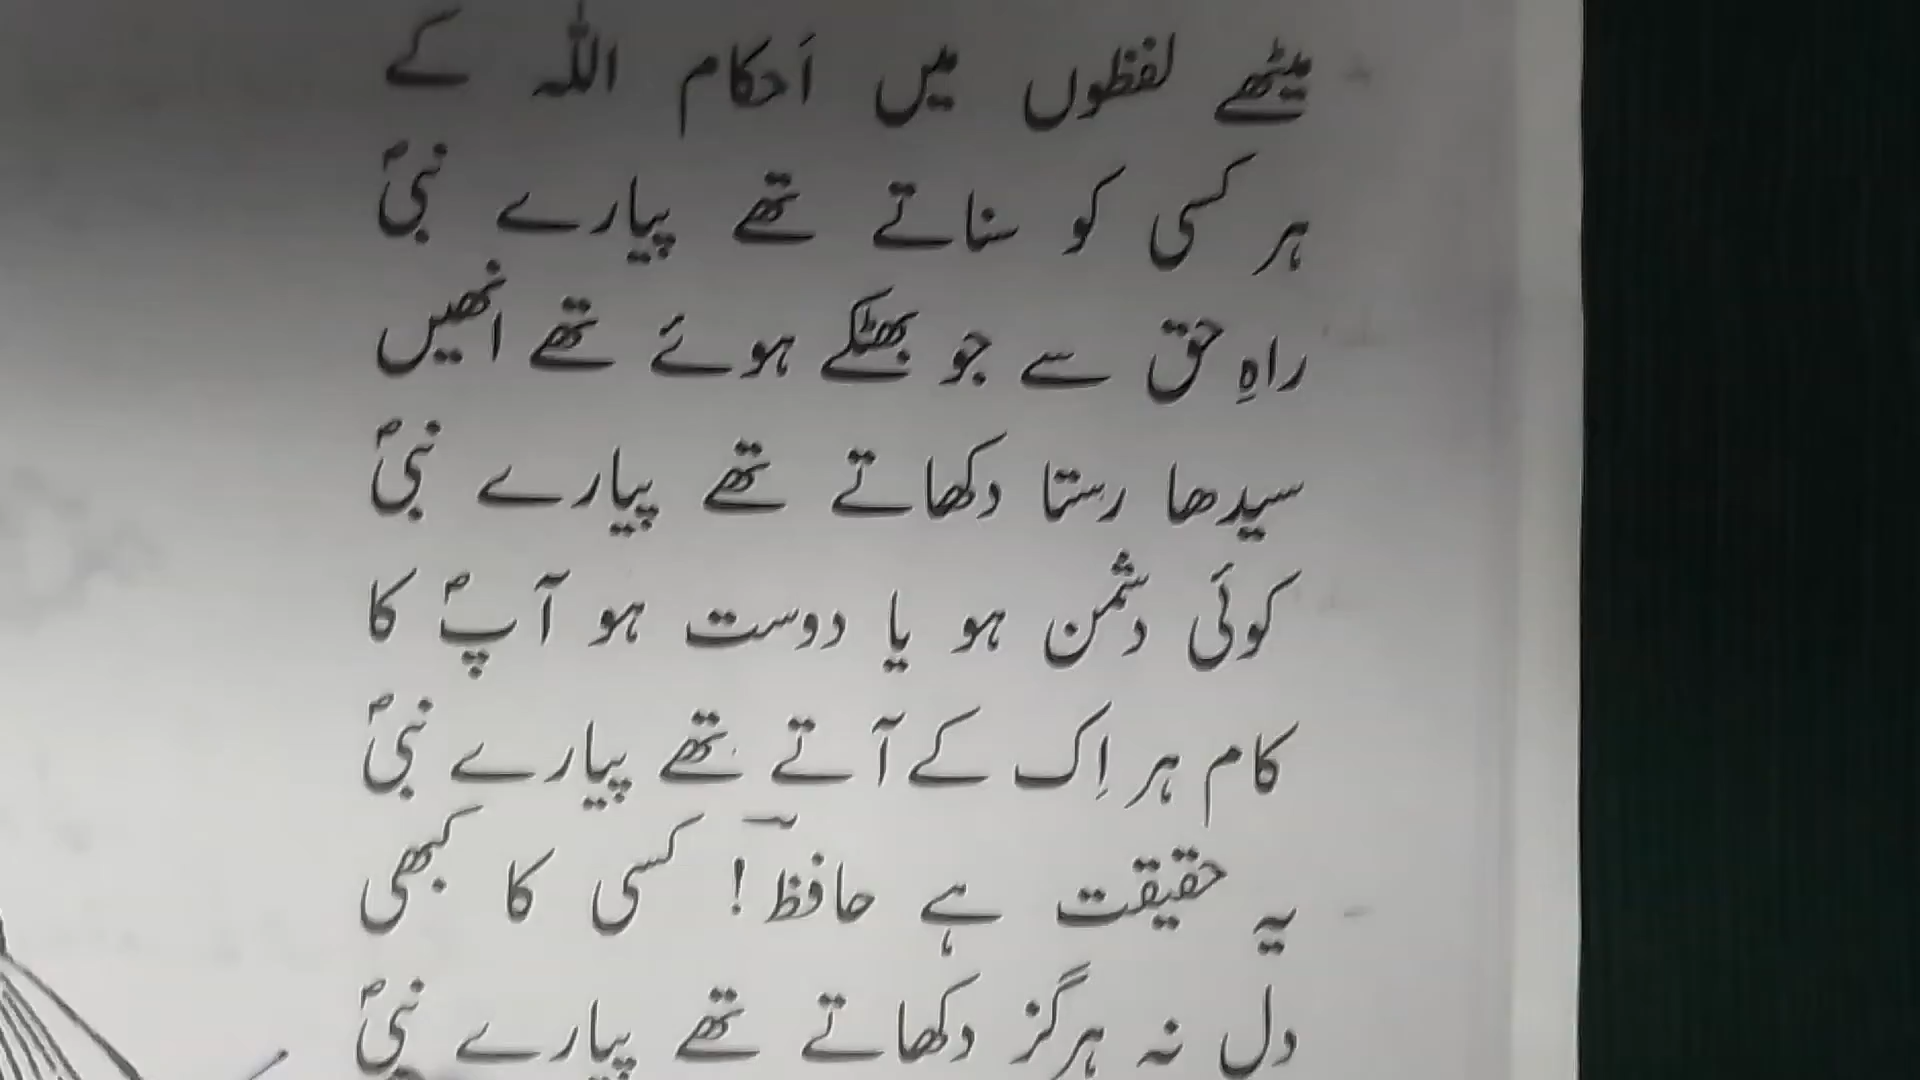 میٹھے لفظوں میں اَحکام اللہ کے
ہر کسی کو سناتے تھے پیارے نبیؐ
راہِ حق سے جو بھٹکے ہوئے تھے انھیں
سیدھا رستا دکھاتے تھے پیارے نبیؐ
کوئی دشمن ہو یا دوست ہو آپؐ کا
کام ہر اِک کے آتے تھے پیارے نبیؐ
یہ حقیقت ہے حافظؔ! کسی کا کبھی
دل نہ ہرگز دکھاتے تھے پیارے نبیؐ